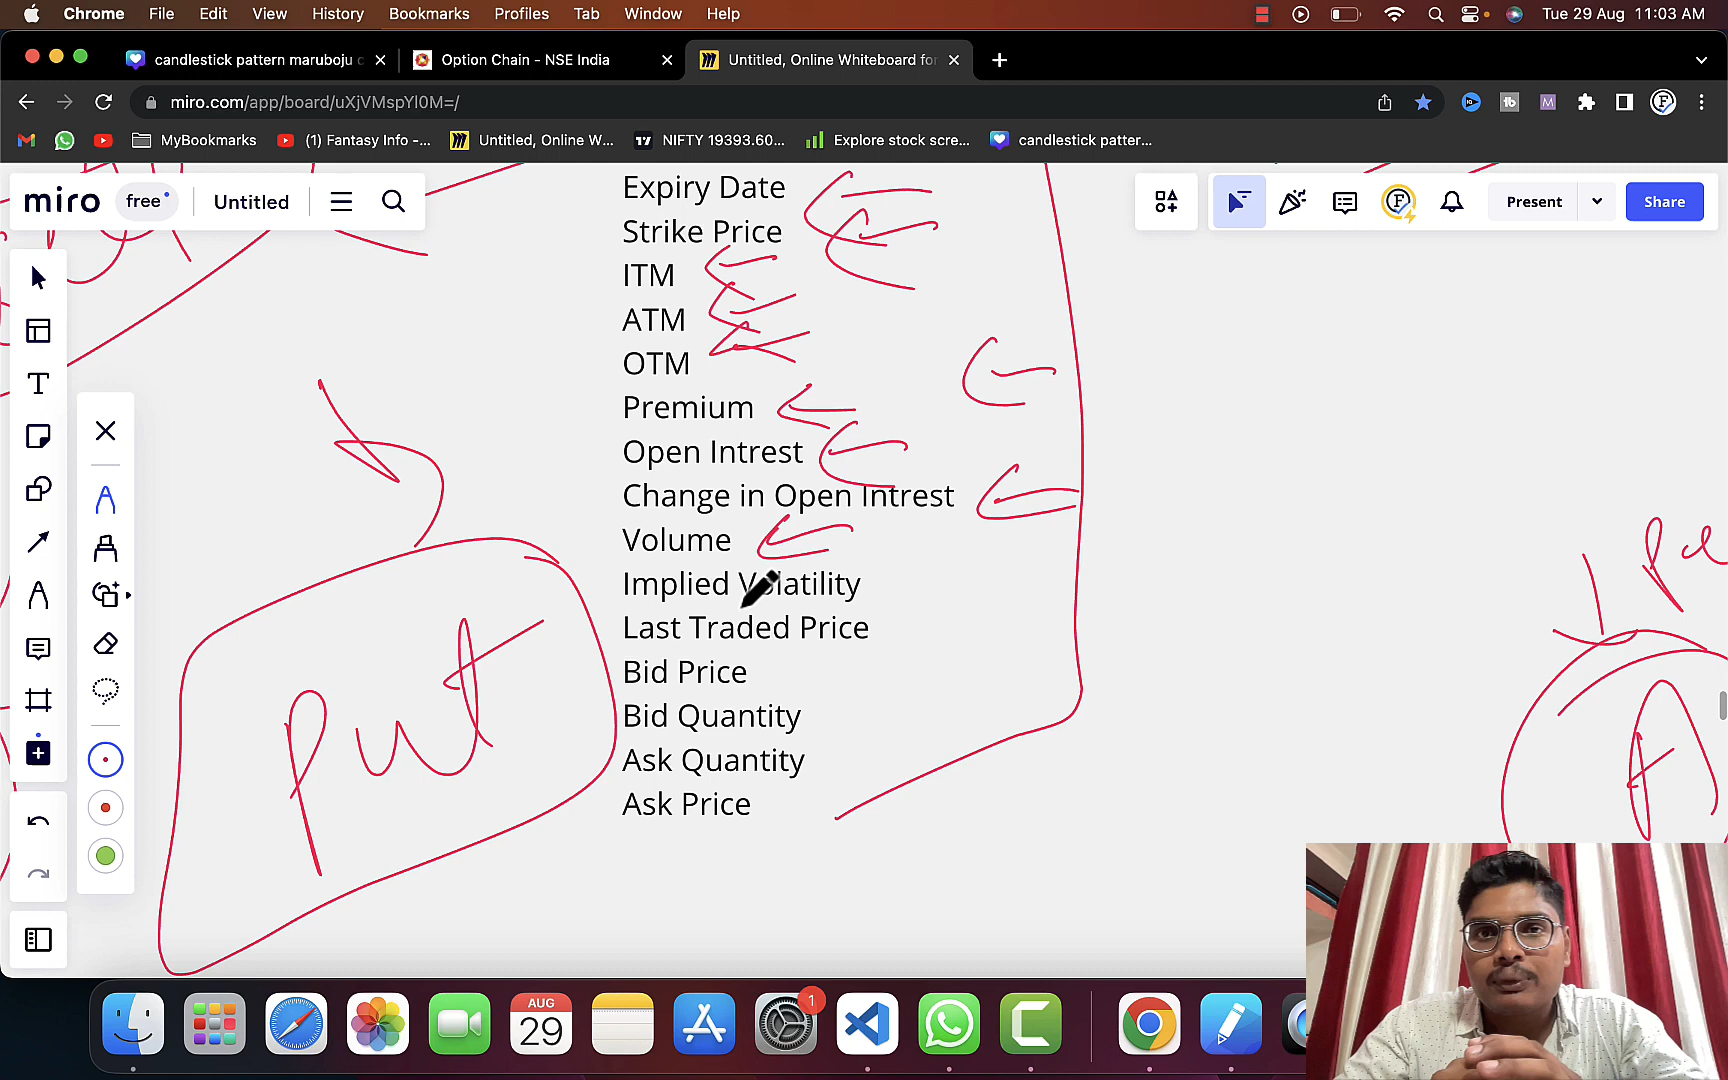 Chrome File Edit View History Bookmarks Profiles Tab Window Help Tue 29 Aug 11:03 AM
candlestick pattern maruboju c Option Chain - NSE India Untitled, Online Whiteboard for
miro.com/app/board/uXjVMspYI0M=/
MyBookmarks (1) Fantasy Info -... Untitled, Online W... NIFTY 19393.60... Explore stock scre... candlestick patter...
miro free Untitled Present Share
Expiry Date
Strike Price
ITM
ATM
OTM
Premium
Open Intrest
Change in Open Intrest
Volume
Implied Volatility
Last Traded Price
Bid Price
Bid Quantity
Ask Quantity
Ask Price
put
AUG
29
1